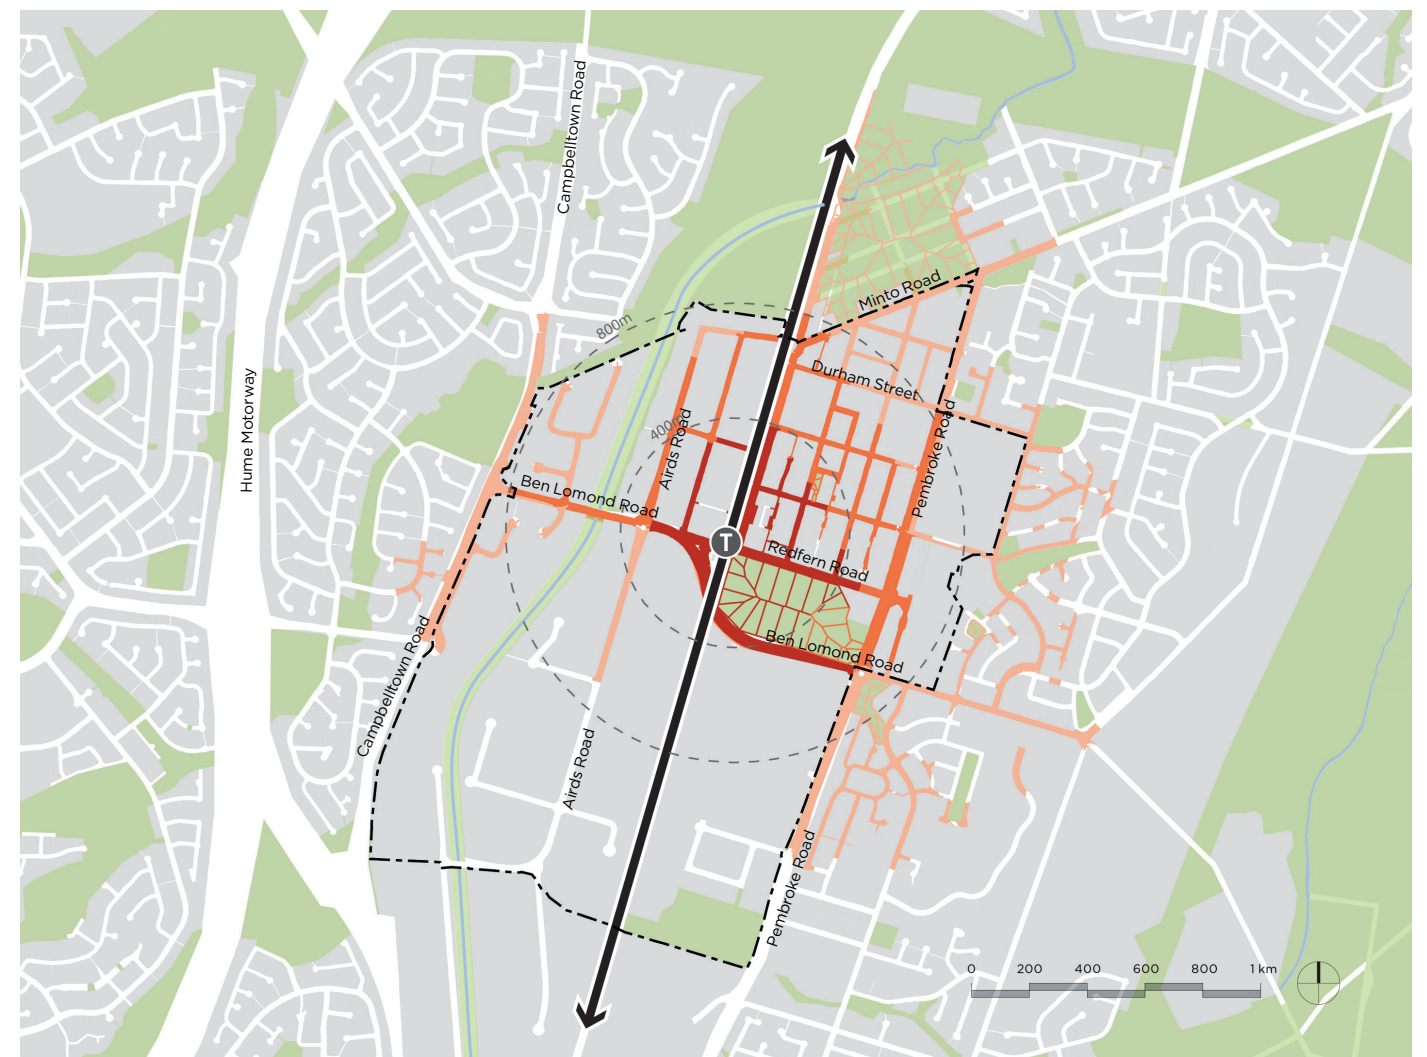 Campbelltown Road
Minto Road
800m
Durham Street
Hume Motorway
400m
Airds Road
Pembroke Road
Ben Lomond Road
T
Redfern Road
Ben Lomond Road
Campbelltown Road
Airds Road
Pembroke Road
0 200 400 600 800 1 km